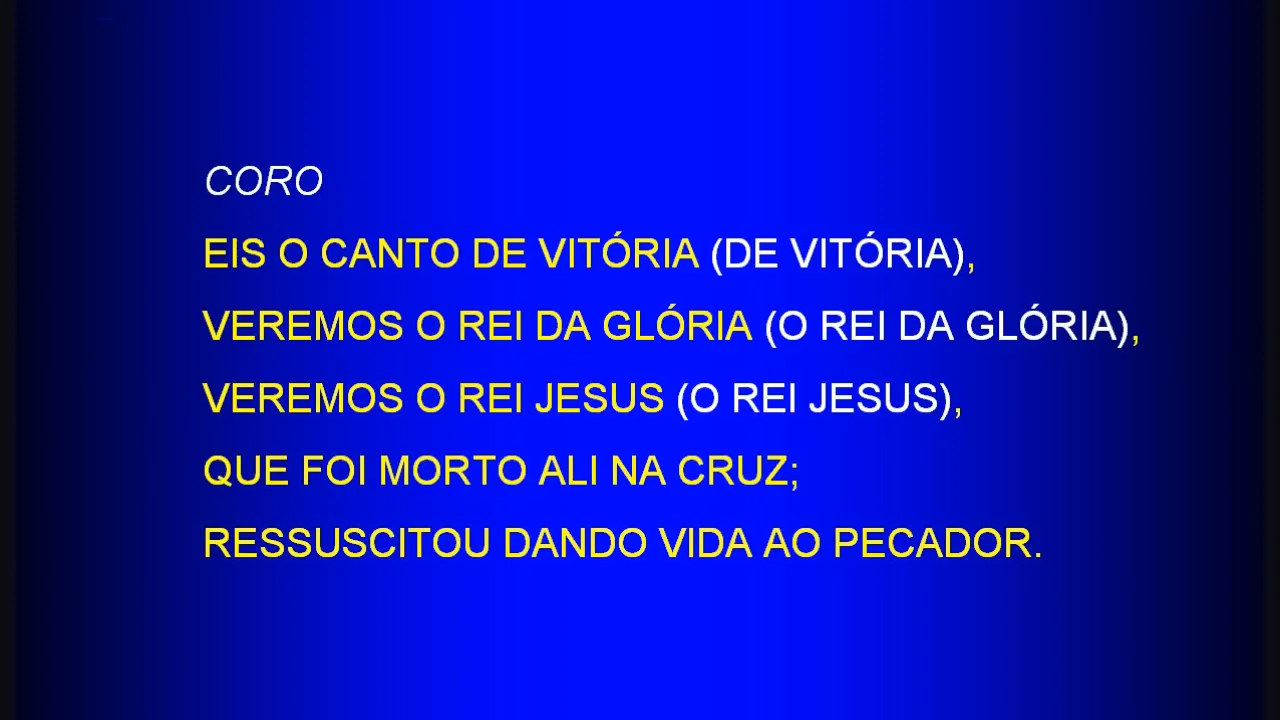 CORO
EIS O CANTO DE VITÓRIA (DE VITÓRIA),
VEREMOS O REI DA GLÓRIA (O REI DA GLÓRIA),
VEREMOS O REI JESUS (O REI JESUS),
QUE FOI MORTO ALI NA CRUZ;
RESSUSCITOU DANDO VIDA AO PECADOR.